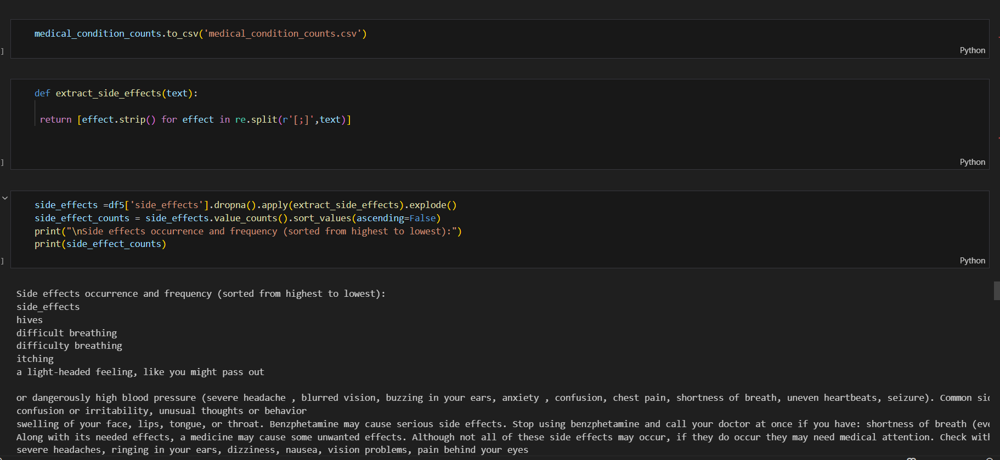 medical_condition_counts.to_csv('medical_condition_counts.csv')
]
Python
def extract_side_effects(text):
return [effect.strip() for effect in re.split(r'[;]',text)]
]
Python
side_effects =df5['side_effects'].dropna().apply(extract_side_effects).explode()
side_effect_counts = side_effects.value_counts().sort_values(ascending=False)
print("\nSide effects occurrence and frequency (sorted from highest to lowest):")
print(side_effect_counts)
]
Python
Side effects occurrence and frequency (sorted from highest to lowest):
side_effects
hives
difficult breathing
difficulty breathing
itching
a light-headed feeling, like you might pass out
or dangerously high blood pressure (severe headache , blurred vision, buzzing in your ears, anxiety , confusion, chest pain, shortness of breath, uneven heartbeats, seizure). Common
confusion or irritability, unusual thoughts or behavior
swelling of your face, lips, tongue, or throat. Benzphetamine may cause serious side effects. Stop using benzphetamine and call your doctor at once if you have: shortness of breath
Along with its needed effects, a medicine may cause some unwanted effects. Although not all of these side effects may occur, if they do occur they may need medical attention. Check
severe headaches, ringing in your ears, dizziness, nausea, vision problems, pain behind your eyes